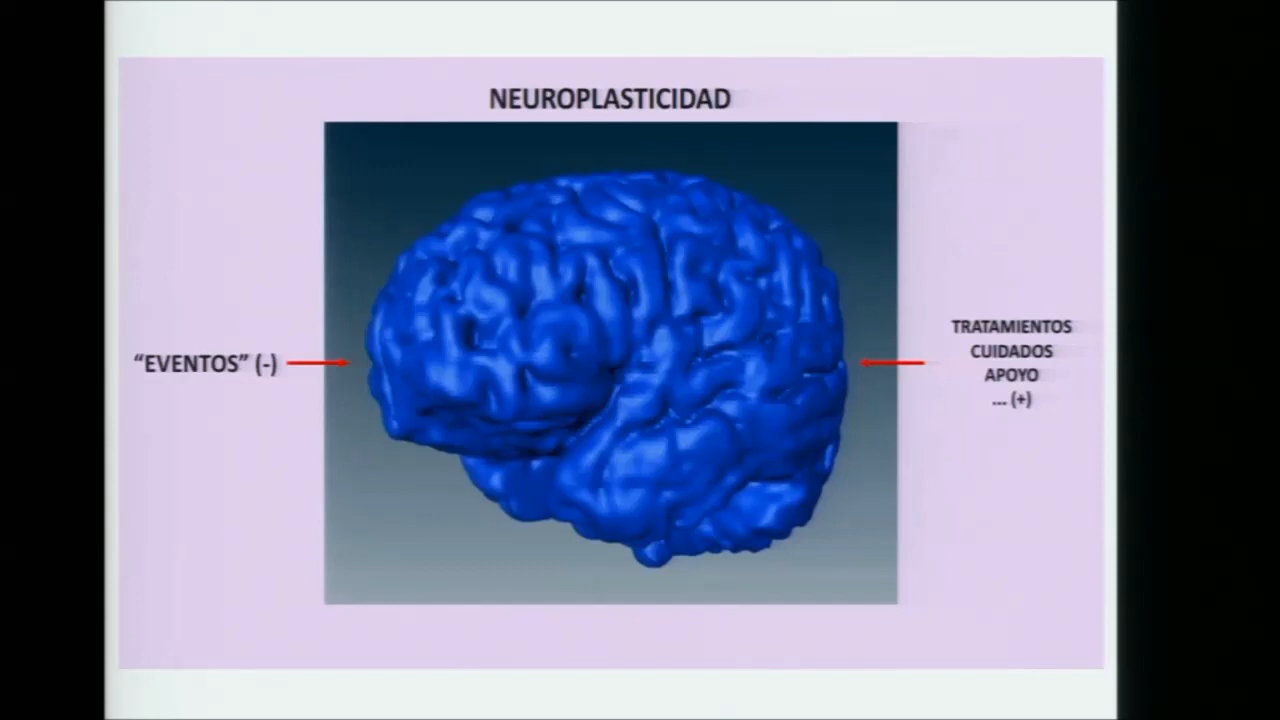 NEUROPLASTICIDAD
“EVENTOS” (-)
TRATAMIENTOS
CUIDADOS
APOYO
... (+)